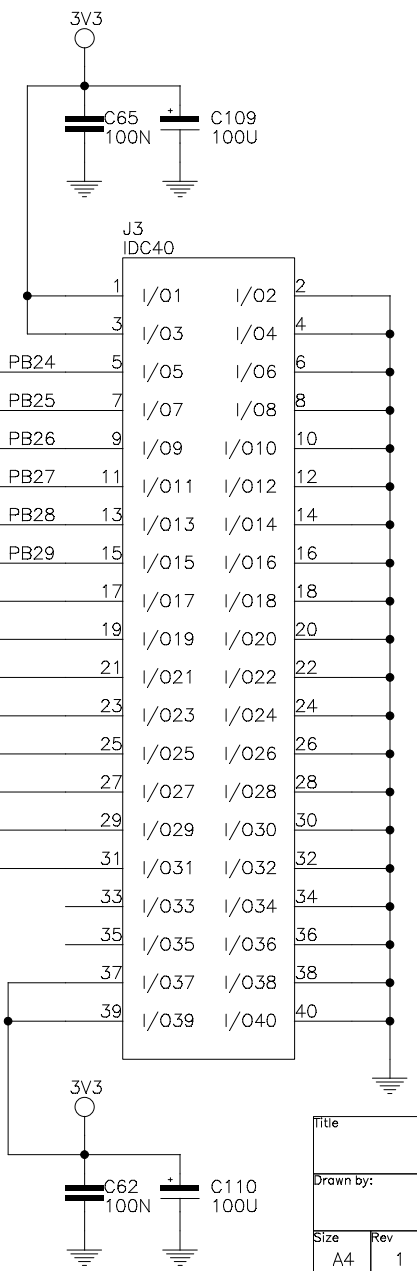 3V3
C65 C109
100N 100U
J3
IDC40
1 I/O1 I/O2 2
3 I/O3 I/O4 4
PB24 5 I/O5 I/O6 6
PB25 7 I/O7 I/O8 8
PB26 9 I/O9 I/O10 10
PB27 11 I/O11 I/O12 12
PB28 13 I/O13 I/O14 14
PB29 15 I/O15 I/O16 16
17 I/O17 I/O18 18
19 I/O19 I/O20 20
21 I/O21 I/O22 22
23 I/O23 I/O24 24
25 I/O25 I/O26 26
27 I/O27 I/O28 28
29 I/O29 I/O30 30
31 I/O31 I/O32 32
33 I/O33 I/O34 34
35 I/O35 I/O36 36
37 I/O37 I/O38 38
39 I/O39 I/O40 40
3V3
C62 C110
100N 100U
Title
Drawn by:
Size Rev
A4 1